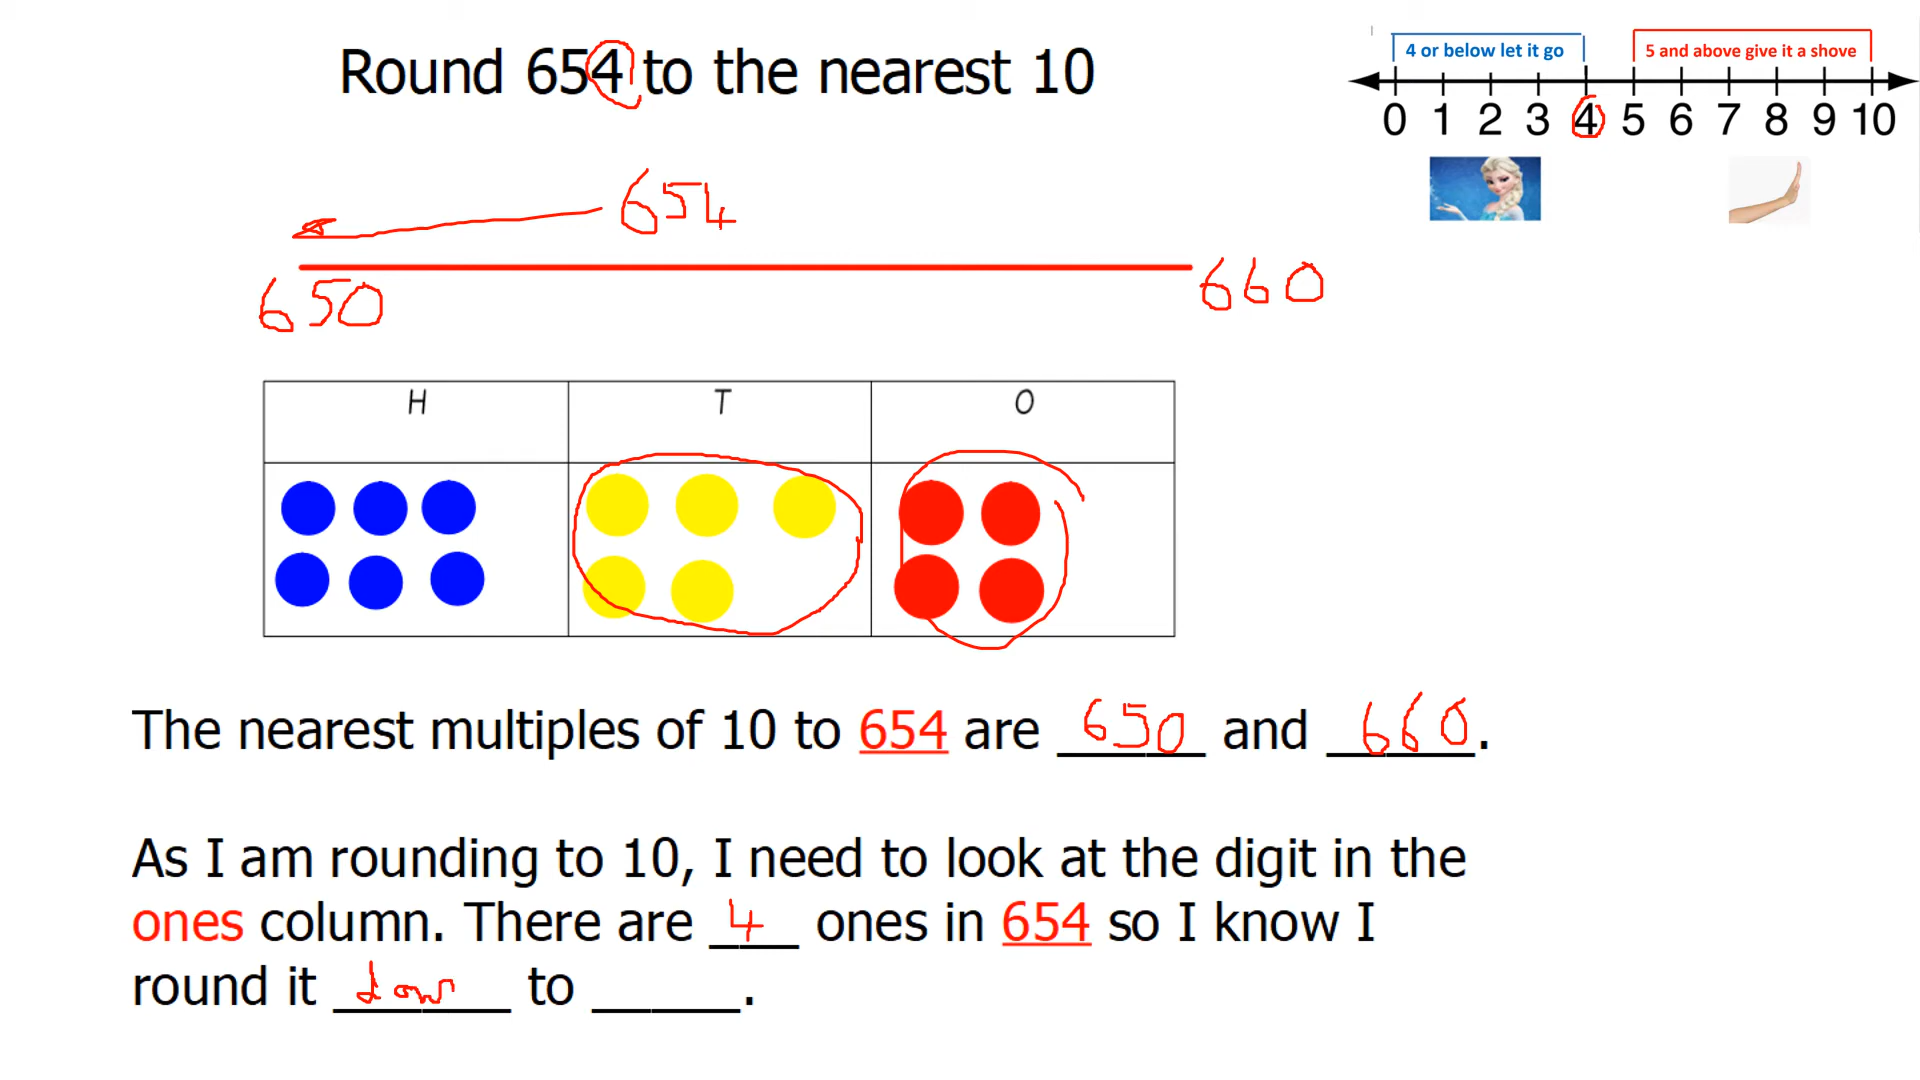 Round 654 to the nearest 10
4 or below let it go
5 and above give it a shove
0 1 2 3 4 5 6 7 8 9 10
654
650
660
H T O
The nearest multiples of 10 to 654 are 650 and 660.
As I am rounding to 10, I need to look at the digit in the
ones column. There are 4 ones in 654 so I know I
round it down to _____.